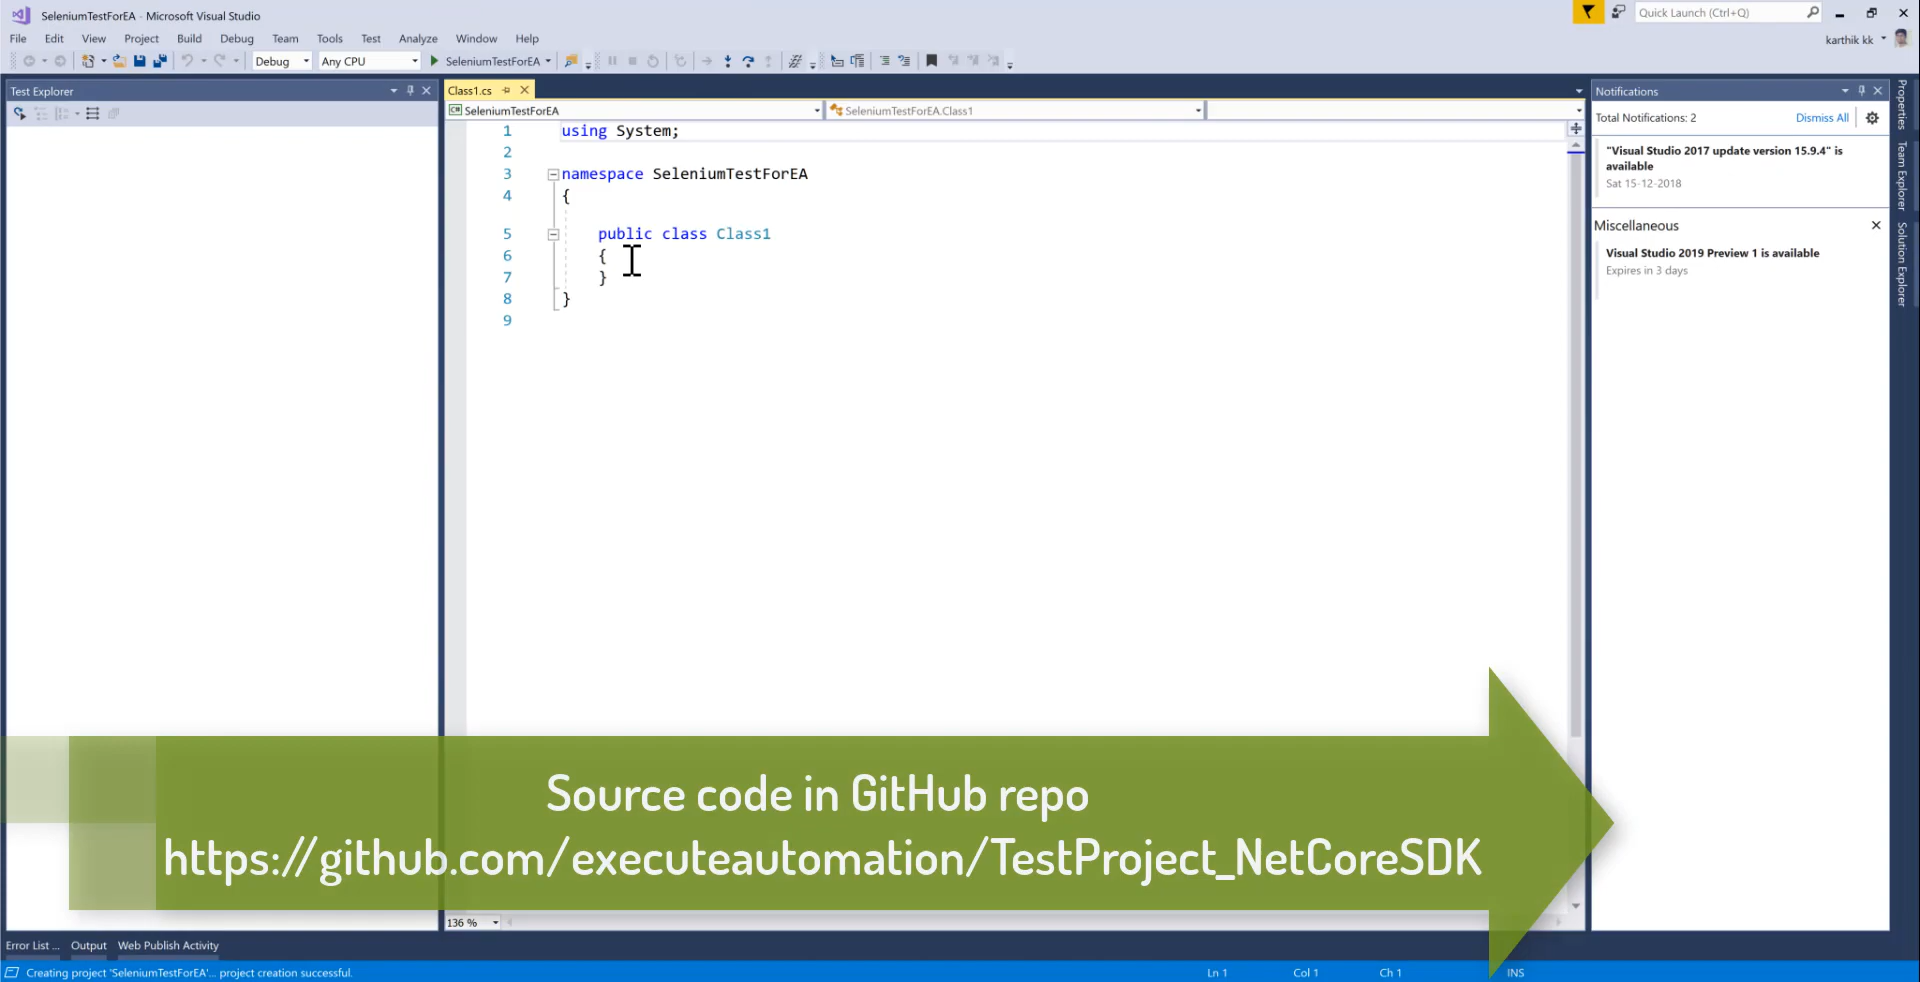 SeleniumTestForEA - Microsoft Visual Studio
Quick Launch (Ctrl+Q)
File Edit View Project Build Debug Team Tools Test Analyze Window Help
karthik kk
Debug Any CPU SeleniumTestForEA
Test Explorer
Class1.cs
SeleniumTestForEA
SeleniumTestForEA.Class1
1 using System;
2
3 namespace SeleniumTestForEA
4 {
5 public class Class1
6 {
7 }
8 }
9
136 %
Notifications
Total Notifications: 2 Dismiss All
"Visual Studio 2017 update version 15.9.4" is
available
Sat 15-12-2018
Miscellaneous
Visual Studio 2019 Preview 1 is available
Expires in 3 days
Properties
Team Explorer
Solution Explorer
Source code in GitHub repo
https://github.com/executeautomation/TestProject_NetCoreSDK
Error List ... Output Web Publish Activity
Creating project 'SeleniumTestForEA'... project creation successful.
Ln 1 Col 1 Ch 1 INS